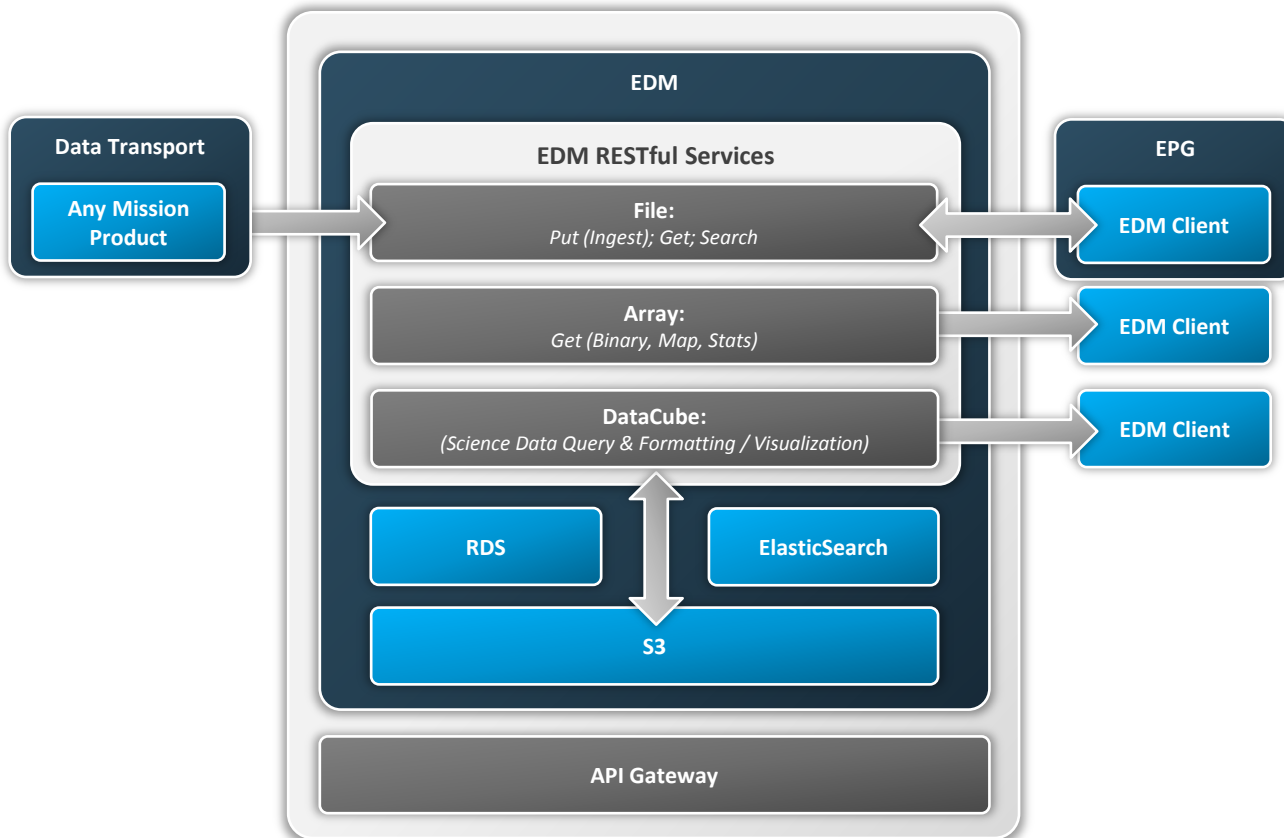 EDM
Data Transport
Any Mission
Product
EDM RESTful Services
File:
Put (Ingest); Get; Search
Array:
Get (Binary, Map, Stats)
DataCube:
(Science Data Query & Formatting / Visualization)
EPG
EDM Client
EDM Client
EDM Client
RDS
ElasticSearch
S3
API Gateway